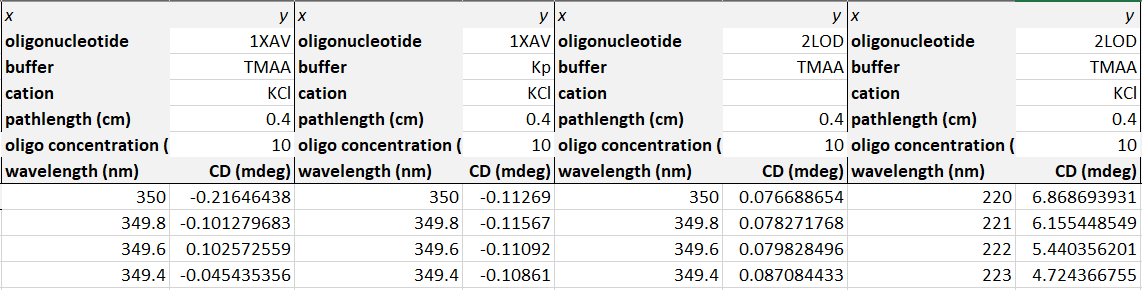 x y x y x y x y
oligonucleotide 1XAV oligonucleotide 1XAV oligonucleotide 2LOD oligonucleotide 2LOD
buffer TMAA buffer Kp buffer TMAA buffer TMAA
cation KCl cation KCl cation cation KCl
pathlength (cm) 0.4 pathlength (cm) 0.4 pathlength (cm) 0.4 pathlength (cm) 0.4
oligo concentration ( 10 oligo concentration ( 10 oligo concentration ( 10 oligo concentration ( 10
wavelength (nm) CD (mdeg) wavelength (nm) CD (mdeg) wavelength (nm) CD (mdeg) wavelength (nm) CD (mdeg)
350 -0.21646438 350 -0.11269 350 0.076688654 220 6.868693931
349.8 -0.101279683 349.8 -0.11567 349.8 0.078271768 221 6.155448549
349.6 0.102572559 349.6 -0.11092 349.6 0.079828496 222 5.440356201
349.4 -0.045435356 349.4 -0.10861 349.4 0.087084433 223 4.724366755